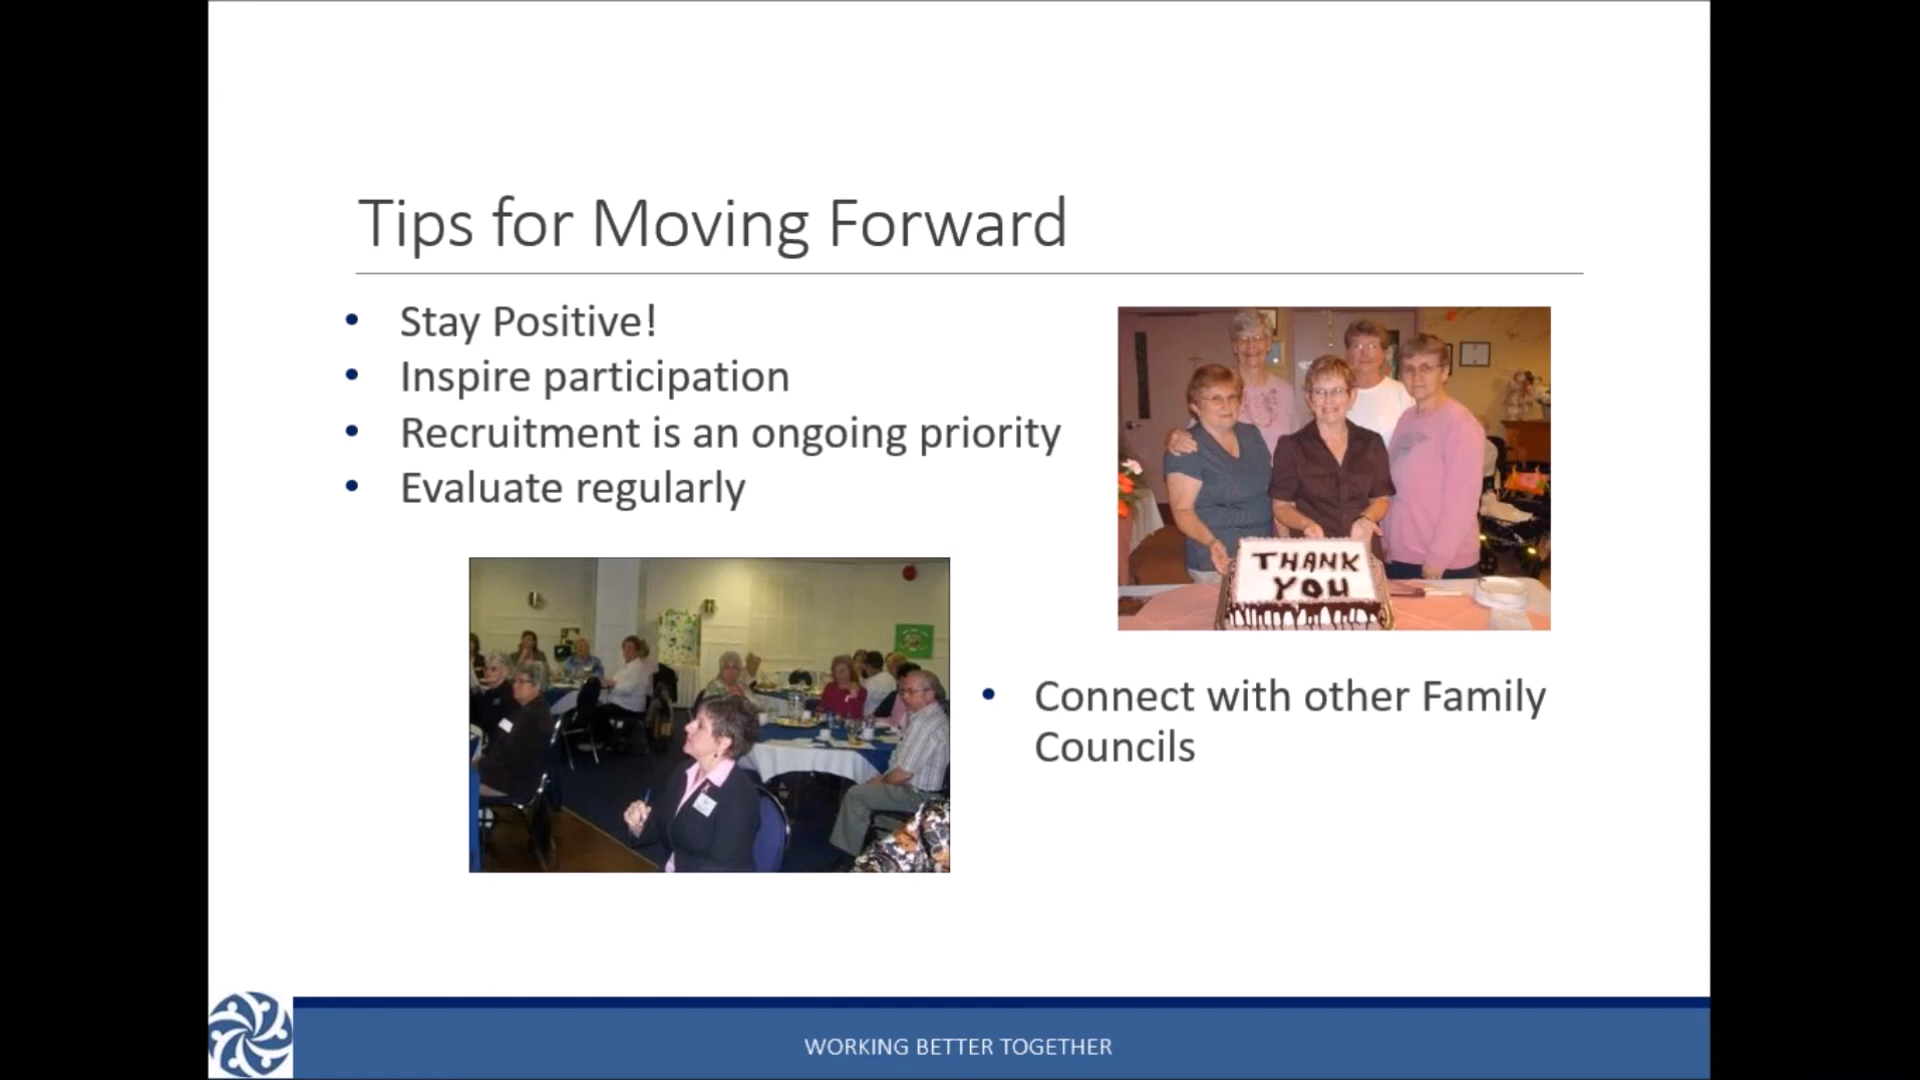 Tips for Moving Forward
• Stay Positive!
• Inspire participation
• Recruitment is an ongoing priority
• Evaluate regularly
THANK
YOU
• Connect with other Family
Councils
WORKING BETTER TOGETHER